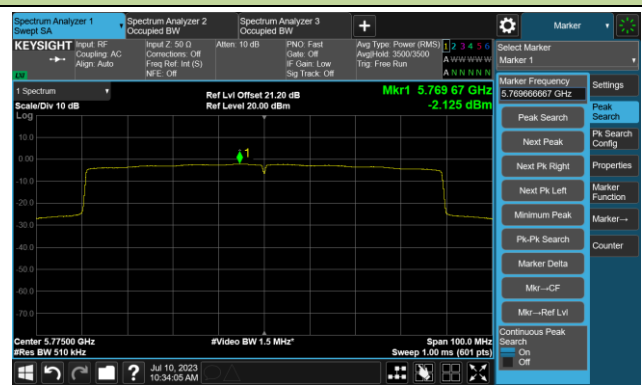 Spectrum Analyzer 1
Swept SA
Spectrum Analyzer 2
Occupied BW
Spectrum Analyzer 3
Occupied BW
Marker
KEYSIGHT
Input: RF
Coupling: AC
Align: Auto
Input Z: 50 Ω
Corrections: Off
Freq Ref: Int (S)
NFE: Off
Atten: 10 dB
PNO: Fast
Gate: Off
IF Gain: Low
Sig Track: Off
Avg Type: Power (RMS)
Avg|Hold: 3500/3500
Trig: Free Run
1 2 3 4 5 6
A W W W W W
A N N N N N
LV
Select Marker
Marker 1
1 Spectrum
Scale/Div 10 dB
Log
Ref Lvl Offset 21.20 dB
Ref Level 20.00 dBm
Mkr1 5.769 67 GHz
-2.125 dBm
10.0
0.00
-10.0
-20.0
-30.0
-40.0
-50.0
-60.0
-70.0
1
Center 5.77500 GHz
#Res BW 510 kHz
#Video BW 1.5 MHz*
Span 100.0 MHz
Sweep 1.00 ms (601 pts)
Marker Frequency
5.769666667 GHz
Peak Search
Next Peak
Next Pk Right
Next Pk Left
Minimum Peak
Pk-Pk Search
Marker Delta
Mkr→CF
Mkr→Ref Lvl
Continuous Peak
Search
On
Off
Settings
Peak
Search
Pk Search
Config
Properties
Marker
Function
Marker→
Counter
?
Jul 10, 2023
10:34:05 AM